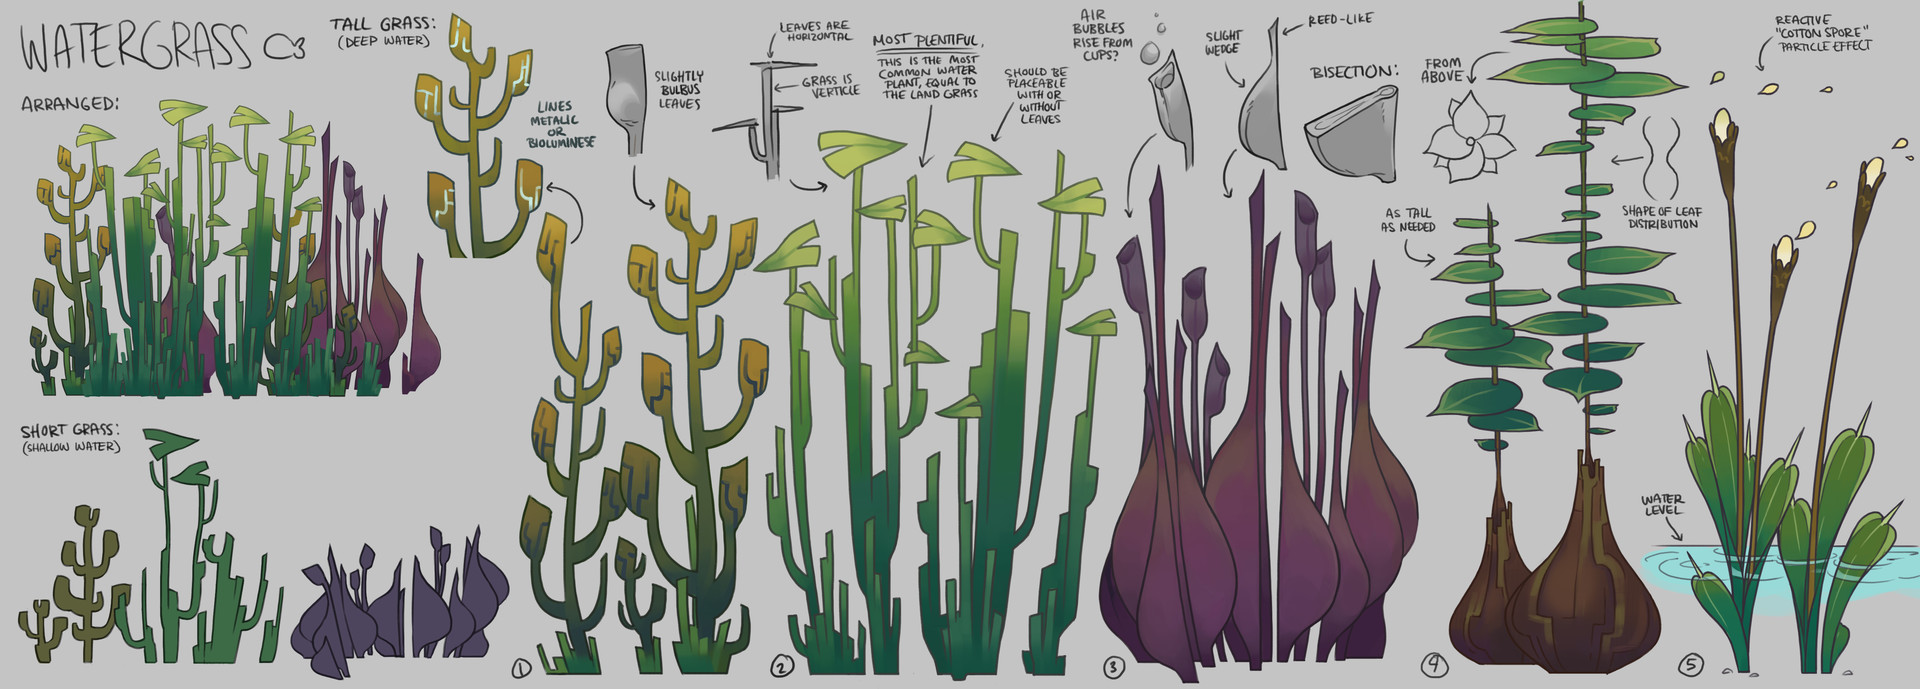 WATERGRASS
TALL GRASS:
(DEEP WATER)
ARRANGED:
SHORT GRASS:
(SHALLOW WATER)
LINES
METALIC
OR
BIOLUMINESE
SLIGHTLY
BULBUS
LEAVES
LEAVES ARE
HORIZONTAL
GRASS IS
VERTICLE
MOST PLENTIFUL,
THIS IS THE MOST
COMMON WATER
PLANT, EQUAL TO
THE LAND GRASS
SHOULD BE
PLACEABLE
WITH OR
WITHOUT
LEAVES
AIR
BUBBLES
RISE FROM
CUPS?
SLIGHT
WEDGE
REED-LIKE
BISECTION:
FROM
ABOVE
AS TALL
AS NEEDED
SHAPE OF LEAF
DISTRIBUTION
REACTIVE
"COTTON SPORE"
PARTICLE EFFECT
WATER
LEVEL
1
2
3
4
5